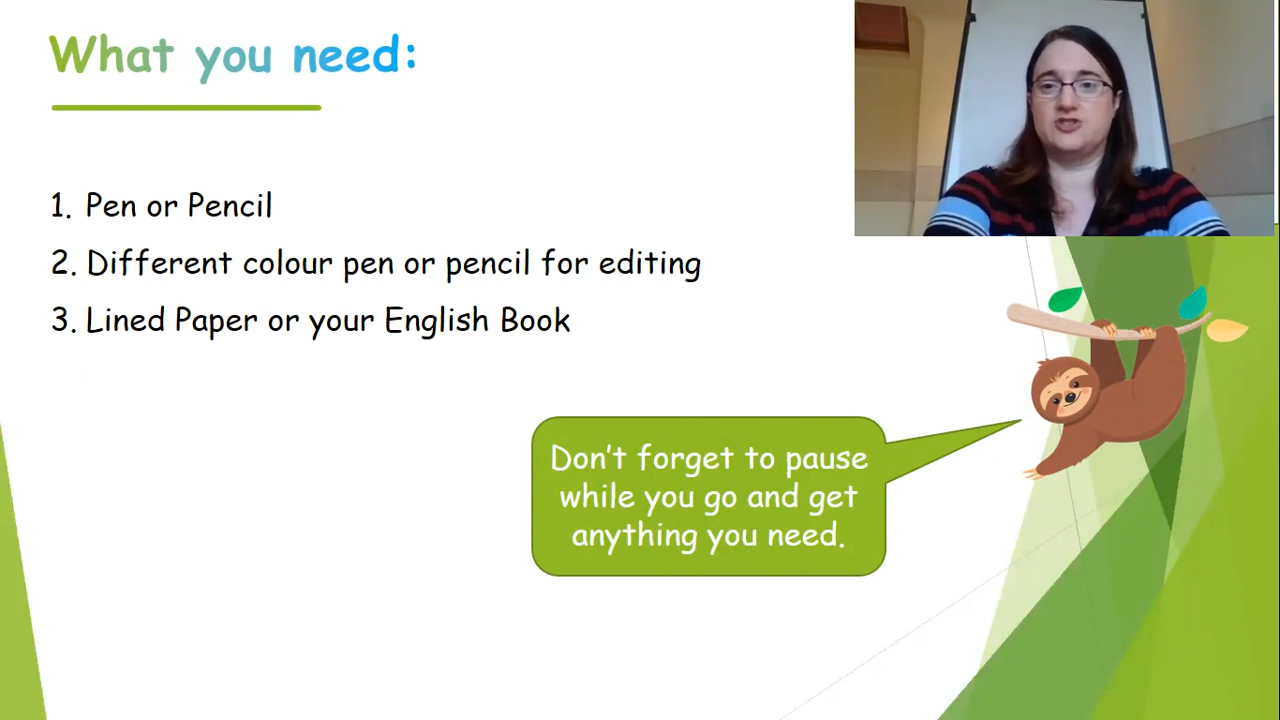 What you need:
1. Pen or Pencil
2. Different colour pen or pencil for editing
3. Lined Paper or your English Book
Don't forget to pause
while you go and get
anything you need.